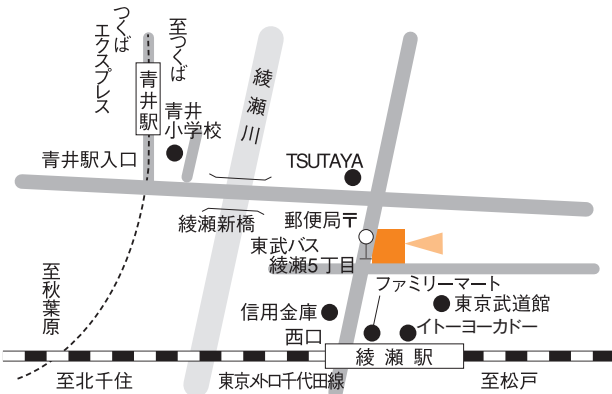 つくば
エクスプレス
至つくば
青井駅
青井
小学校
綾瀬川
青井駅入口
TSUTAYA
綾瀬新橋
郵便局〒
東武バス
綾瀬5丁目
ファミリーマート
至秋葉原
信用金庫
東京武道館
西口
イトーヨーカドー
綾瀬駅
至北千住
東京メトロ千代田線
至松戸